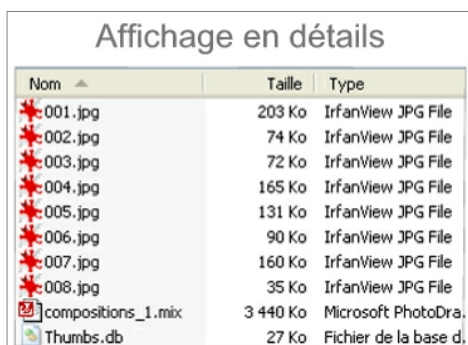 Affichage en détails
Nom Taille Type
001.jpg 203 Ko IrfanView JPG File
002.jpg 74 Ko IrfanView JPG File
003.jpg 72 Ko IrfanView JPG File
004.jpg 165 Ko IrfanView JPG File
005.jpg 131 Ko IrfanView JPG File
006.jpg 90 Ko IrfanView JPG File
007.jpg 160 Ko IrfanView JPG File
008.jpg 35 Ko IrfanView JPG File
compositions_1.mix 3 440 Ko Microsoft PhotoDra.
Thumbs.db 27 Ko Fichier de la base d.